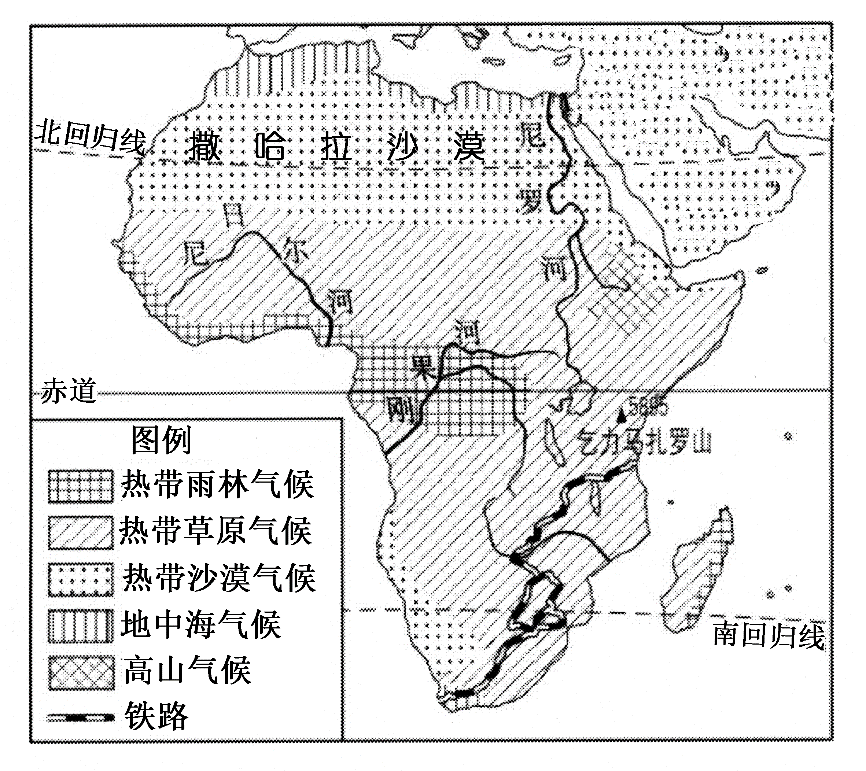 北回归线
撒哈拉沙漠
尼罗河
尼日尔河
刚果河
赤道
5895
乞力马扎罗山
图例
热带雨林气候
热带草原气候
热带沙漠气候
地中海气候
高山气候
铁路
南回归线